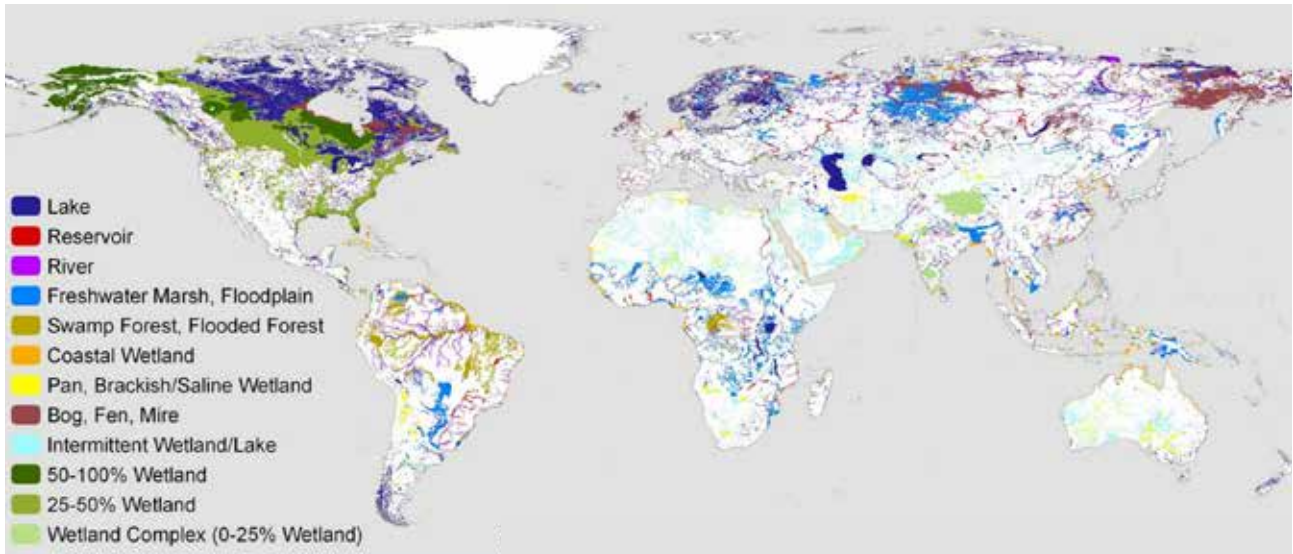 Lake
Reservoir
River
Freshwater Marsh, Floodplain
Swamp Forest, Flooded Forest
Coastal Wetland
Pan, Brackish/Saline Wetland
Bog, Fen, Mire
Intermittent Wetland/Lake
50-100% Wetland
25-50% Wetland
Wetland Complex (0-25% Wetland)